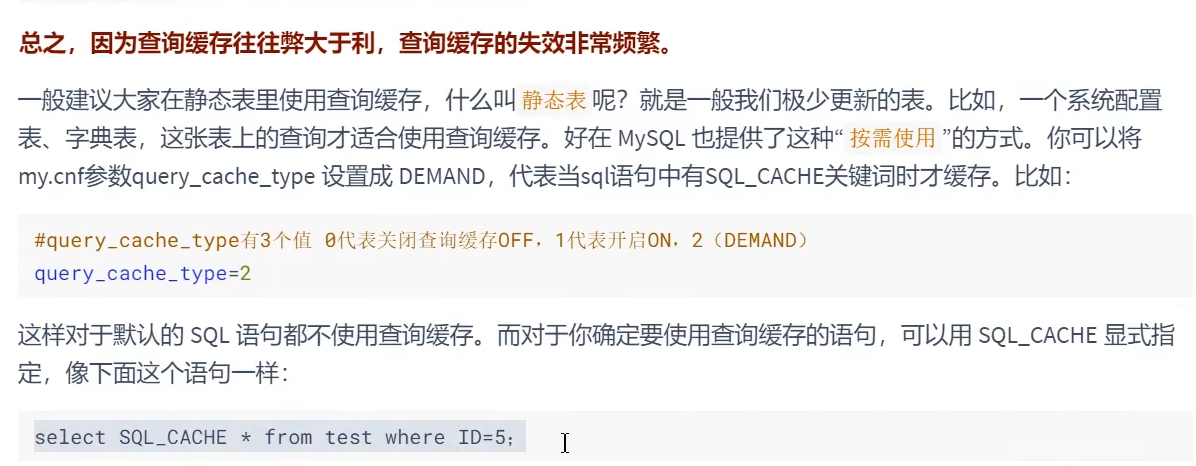 总之，因为查询缓存往往弊大于利，查询缓存的失效非常频繁。
一般建议大家在静态表里使用查询缓存，什么叫 静态表 呢？就是一般我们极少更新的表。比如，一个系统配置
表、字典表，这张表上的查询才适合使用查询缓存。好在 MySQL 也提供了这种“ 按需使用 ”的方式。你可以将
my.cnf参数query_cache_type 设置成 DEMAND，代表当sql语句中有SQL_CACHE关键词时才缓存。比如：
#query_cache_type有3个值 0代表关闭查询缓存OFF，1代表开启ON，2（DEMAND）
query_cache_type=2
这样对于默认的 SQL 语句都不使用查询缓存。而对于你确定要使用查询缓存的语句，可以用 SQL_CACHE 显式指
定，像下面这个语句一样：
select SQL_CACHE * from test where ID=5；